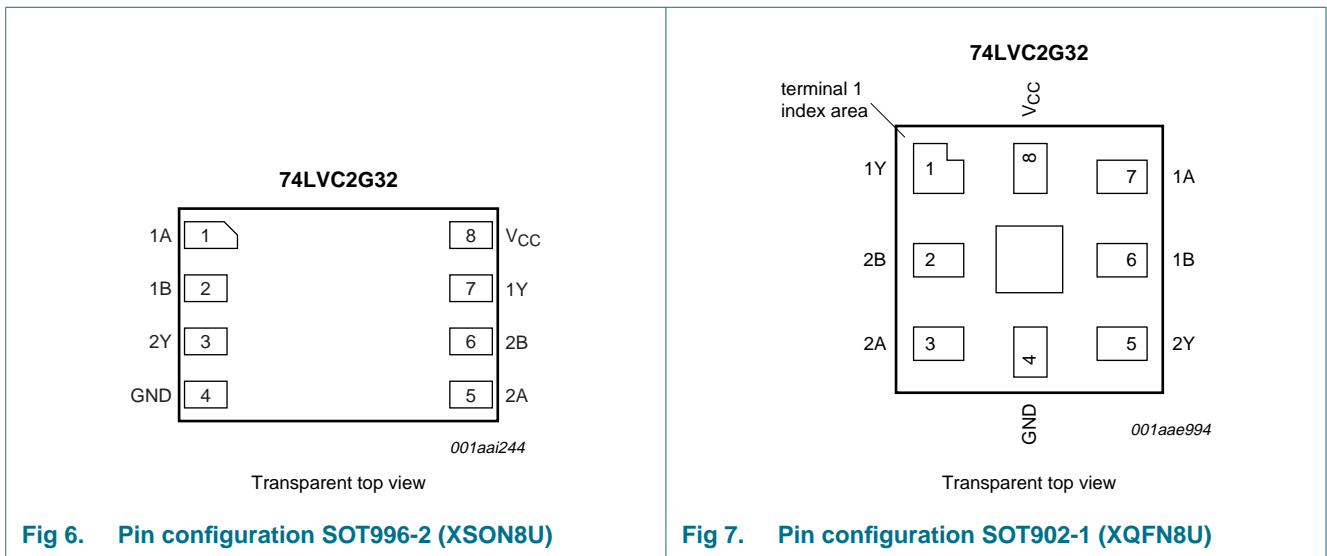 74LVC2G32
1A 1 8 VCC
1B 2 7 1Y
2Y 3 6 2B
GND 4 5 2A
001aai244
Transparent top view
Fig 6. Pin configuration SOT996-2 (XSON8U)
74LVC2G32
terminal 1
index area
VCC
1Y 1 8 7 1A
2B 2 6 1B
2A 3 4 5 2Y
GND
001aae994
Transparent top view
Fig 7. Pin configuration SOT902-1 (XQFN8U)